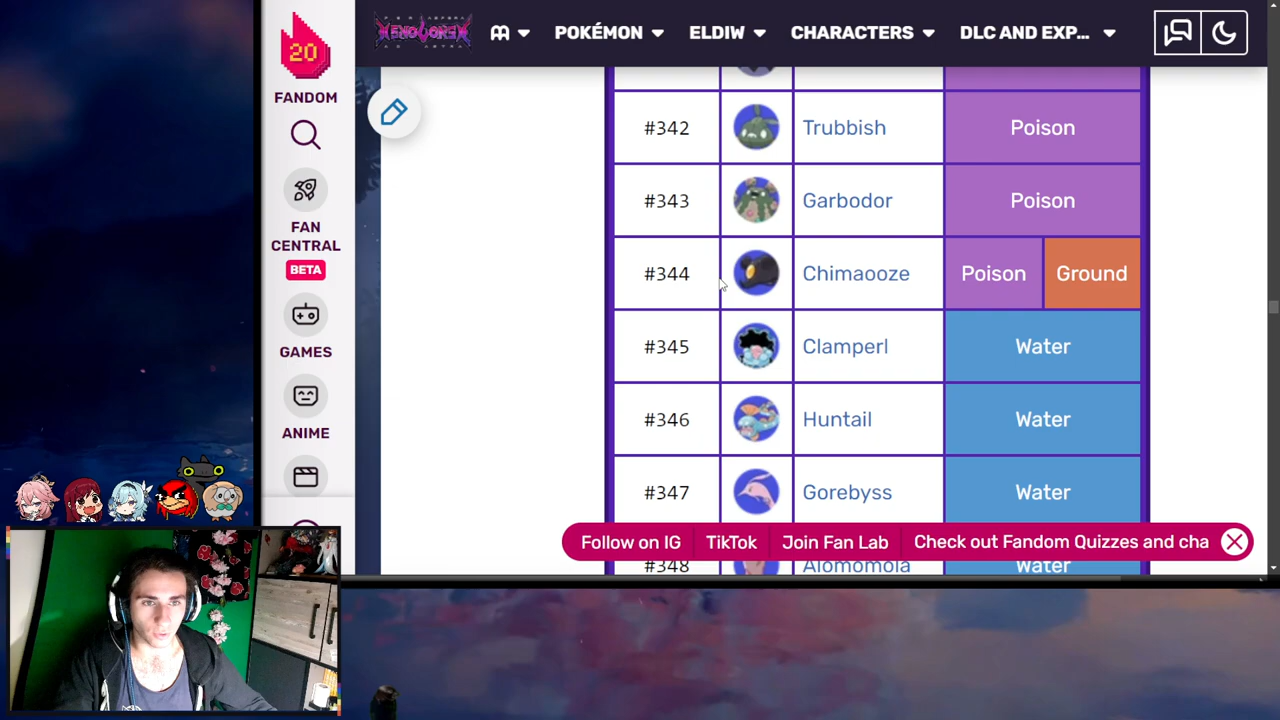 POKÉMON ELDIW CHARACTERS DLC AND EXP...
20
FANDOM
FAN
CENTRAL
BETA
GAMES
ANIME
#342 Trubbish Poison
#343 Garbodor Poison
#344 Chimaooze Poison Ground
#345 Clamperl Water
#346 Huntail Water
#347 Gorebyss Water
#348 Alomomola Water
Follow on IG TikTok Join Fan Lab Check out Fandom Quizzes and cha